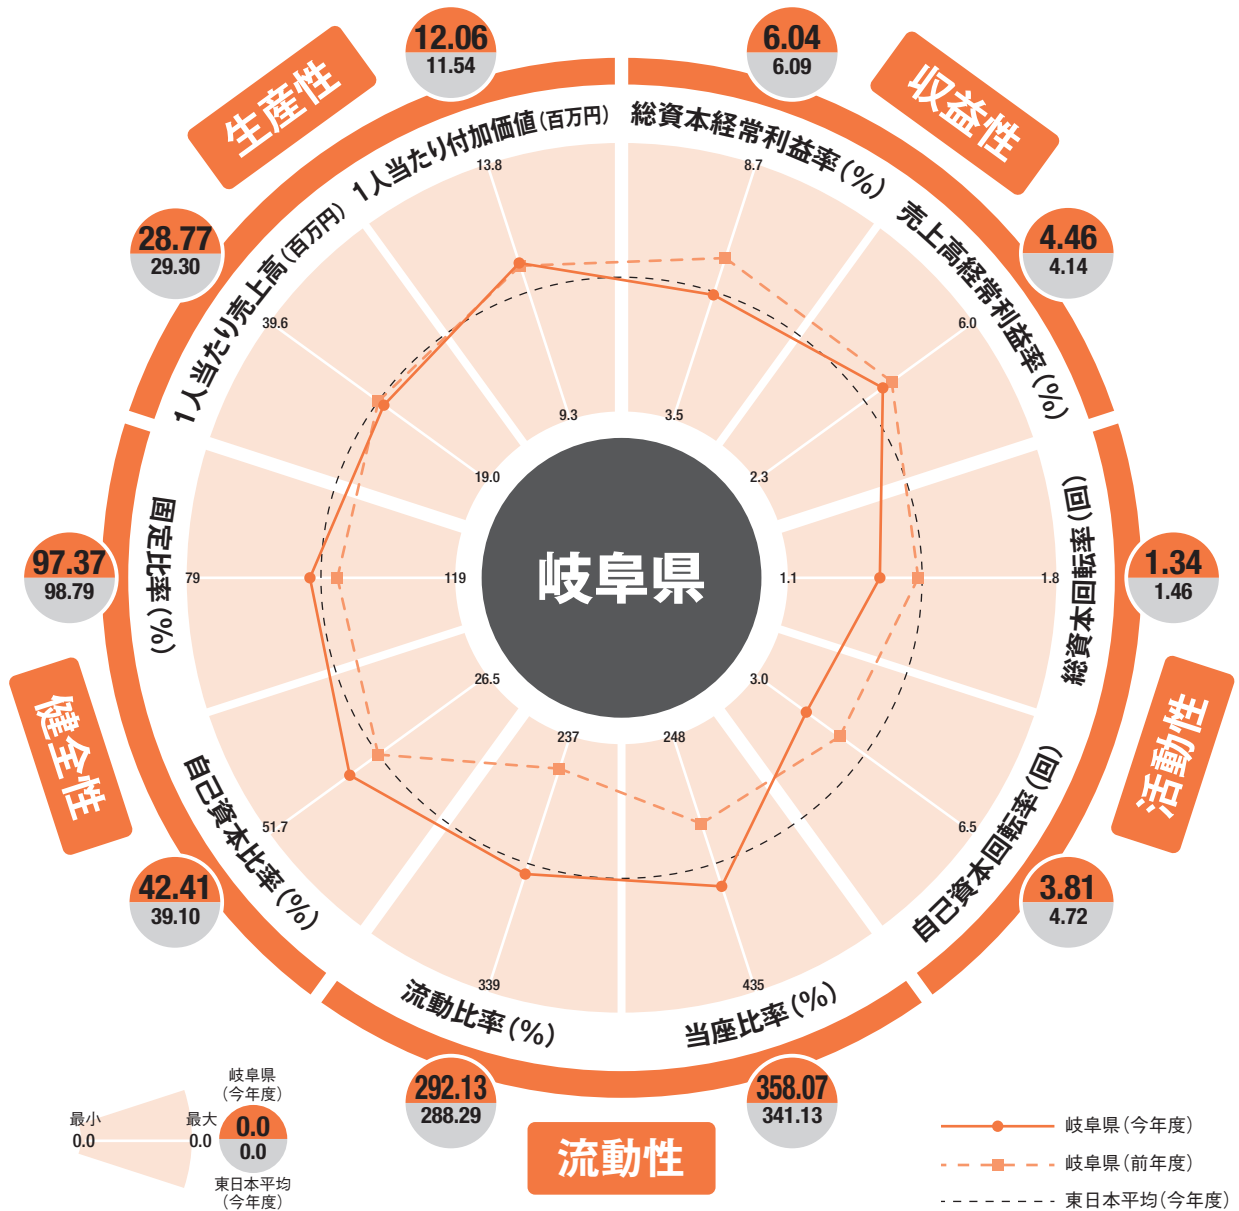 岐阜県
収益性
6.04
6.09
総資本経常利益率(%)
8.7
3.5
4.46
4.14
売上高経常利益率(%)
6.0
2.3
活動性
1.34
1.46
総資本回転率(回)
1.8
1.1
3.81
4.72
自己資本回転率(回)
6.5
3.0
流動性
358.07
341.13
当座比率(%)
435
248
292.13
288.29
流動比率(%)
339
237
健全性
42.41
39.10
自己資本比率(%)
51.7
26.5
97.37
98.79
固定比率(%)
79
119
生産性
28.77
29.30
1人当たり売上高(百万円)
39.6
19.0
12.06
11.54
1人当たり付加価値(百万円)
13.8
9.3
岐阜県
(今年度)
最小
0.0
最大
0.0
0.0
0.0
東日本平均
(今年度)
岐阜県(今年度)
岐阜県(前年度)
東日本平均(今年度)